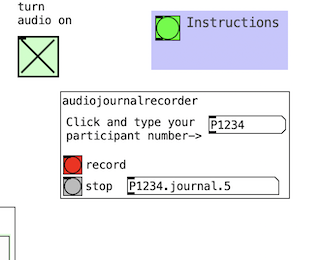 turn
audio on
Instructions
audiojournalrecorder
Click and type your
participant number—>
P1234
record
stop
P1234.journal.5